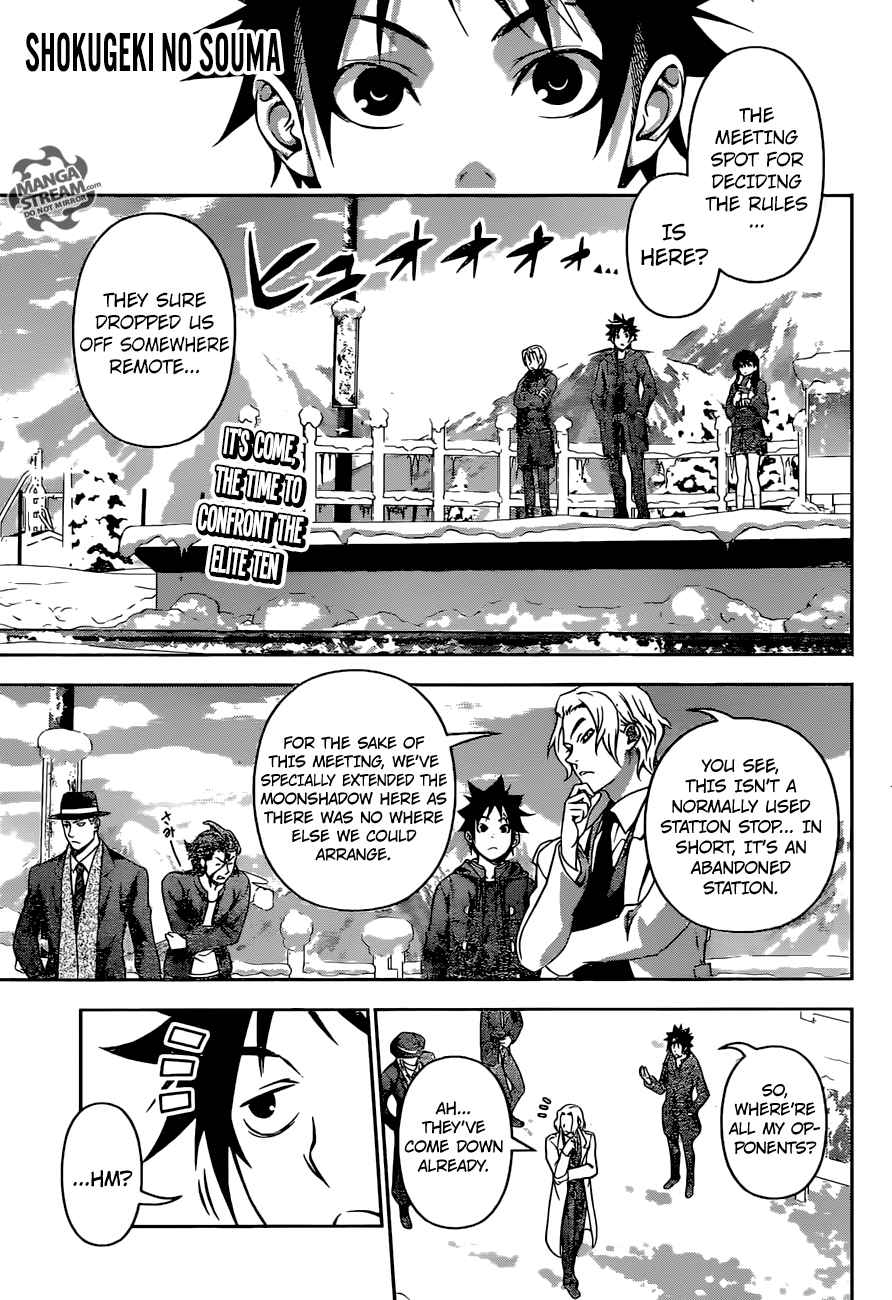 SHOKUGEKI NO SOUMA
MANGA
STREAM.com
DO NOT MIRROR
THE
MEETING
SPOT FOR
DECIDING
THE RULES
...
IS
HERE?
ヒュオオオォ...
THEY SURE
DROPPED US
OFF SOMEWHERE
REMOTE...
IT'S COME,
THE TIME TO
CONFRONT THE
ELITE TEN
YOU SEE,
THIS ISN'T A
NORMALLY USED
STATION STOP... IN
SHORT, IT'S AN
ABANDONED
STATION.
FOR THE SAKE OF
THIS MEETING, WE'VE
SPECIALLY EXTENDED THE
MOONSHADOW HERE AS
THERE WAS NO WHERE
ELSE WE COULD
ARRANGE.
さみぃ
SO,
WHERE'RE
ALL MY OP-
PONENTS?
AH...
THEY'VE
COME DOWN
ALREADY.
...HM?